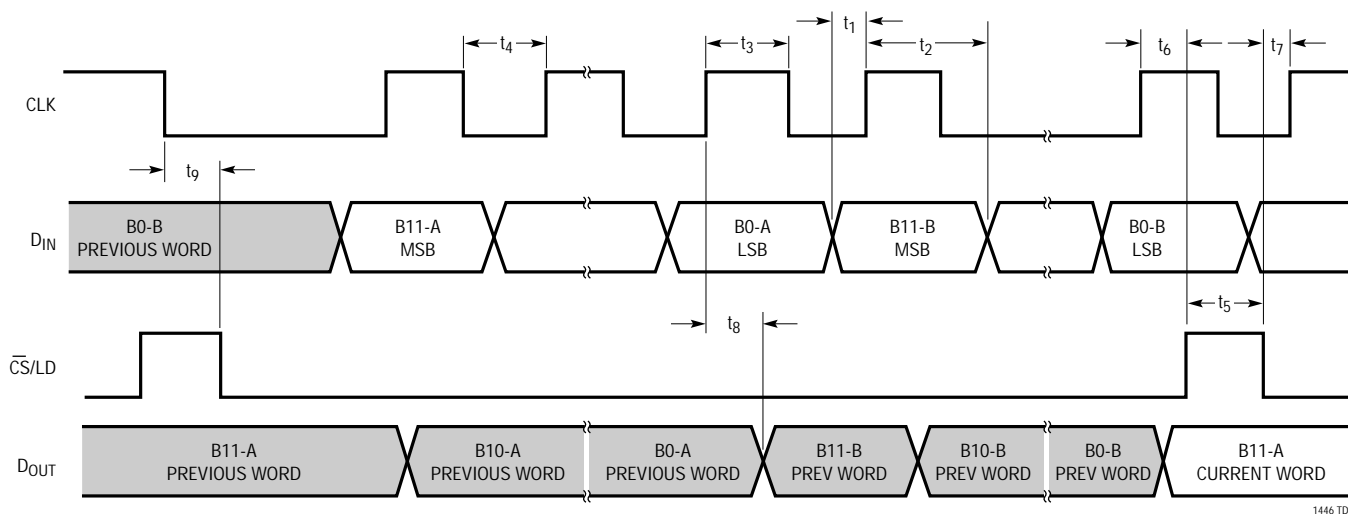 t4
t3
t1
t2
t6
t7
CLK
t9
DIN
B0-B
PREVIOUS WORD
B11-A
MSB
B0-A
LSB
B11-B
MSB
B0-B
LSB
t8
t5
C̅S̅/LD
DOUT
B11-A
PREVIOUS WORD
B10-A
PREVIOUS WORD
B0-A
PREVIOUS WORD
B11-B
PREV WORD
B10-B
PREV WORD
B0-B
PREV WORD
B11-A
CURRENT WORD
1446 TD